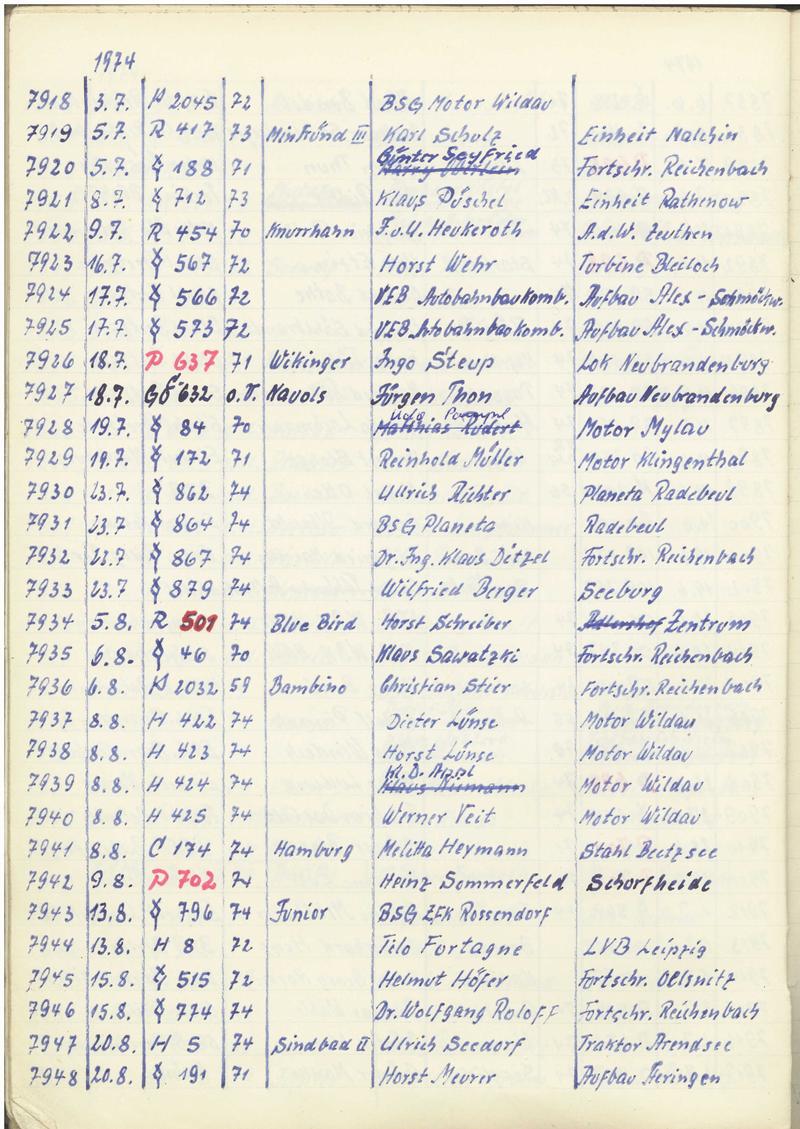 1974
7918 3.7. 2045 72 BSG Motor Wildau
7919 5.7. R 417 73 III Karl Schulz Einheit Malchin
7920 5.7. 188 71 Günter Seyfried Fortschr. Reichenbach
7921 8.7. 712 73 Klaus Püschel Einheit Rathenow
7922 9.7. R 454 70 Knurrhahn F.u.U. Heukeroth A.d.W. Zeuthen
7923 16.7. 567 72 Horst Wehr Turbine Bleiloch
7924 17.7. 566 72 VEB. Autobahnbaukomb. Aufbau Alex - Schmöckw.
7925 17.7. 573 72 VEB. Autobahnbaukomb. Aufbau Alex - Schmöckw.
7926 18.7. P 637 71 Wikinger Ingo Steup Lok Neubrandenburg
7927 18.7. 632 o.V. Navols Jürgen Thon Aufbau Neubrandenburg
7928 19.7. 84 70 Motor Mylau
7929 19.7. 172 71 Reinhold Müller Motor Klingenthal
7930 23.7. 862 74 Ullrich Richter Planeta Radebeul
7931 23.7 864 74 BSG Planeta Radebeul
7932 23.7 867 74 Dr. Ing. Klaus Ditzel Fortschr. Reichenbach
7933 23.7 879 74 Wilfried Berger Seeburg
7934 5.8. R 501 74 Blue Bird Horst Schreiber Adlershof Zentrum
7935 6.8. 46 70 Klaus Sawatzki Fortschr. Reichenbach
7936 6.8. 2032 59 Bambino Christian Stier Fortschr. Reichenbach
7937 8.8. H 422 74 Dieter Lünse Motor Wildau
7938 8.8. H 423 74 Horst Lünse Motor Wildau
7939 8.8. H 424 74 Kl. D. Appel Motor Wildau
7940 8.8. H 425 74 Werner Veit Motor Wildau
7941 8.8. C 174 74 Hamburg Melitta Heymann Stahl Beetzsee
7942 9.8. P 702 74 Heinz Sommerfeld Schorfheide
7943 13.8. 796 74 Junior BSG ZFK Rossendorf
7944 13.8. H 8 72 Tilo Fortagne LVB Leipzig
7945 15.8. 515 72 Helmut Höfer Fortschr. Oelsnitz
7946 15.8. 774 74 Dr. Wolfgang Roloff Fortschr. Reichenbach
7947 20.8. H 5 74 Sindbad II Ulrich Seedorf Traktor Arendsee
7948 20.8. 191 71 Horst Meurer Aufbau Heringen